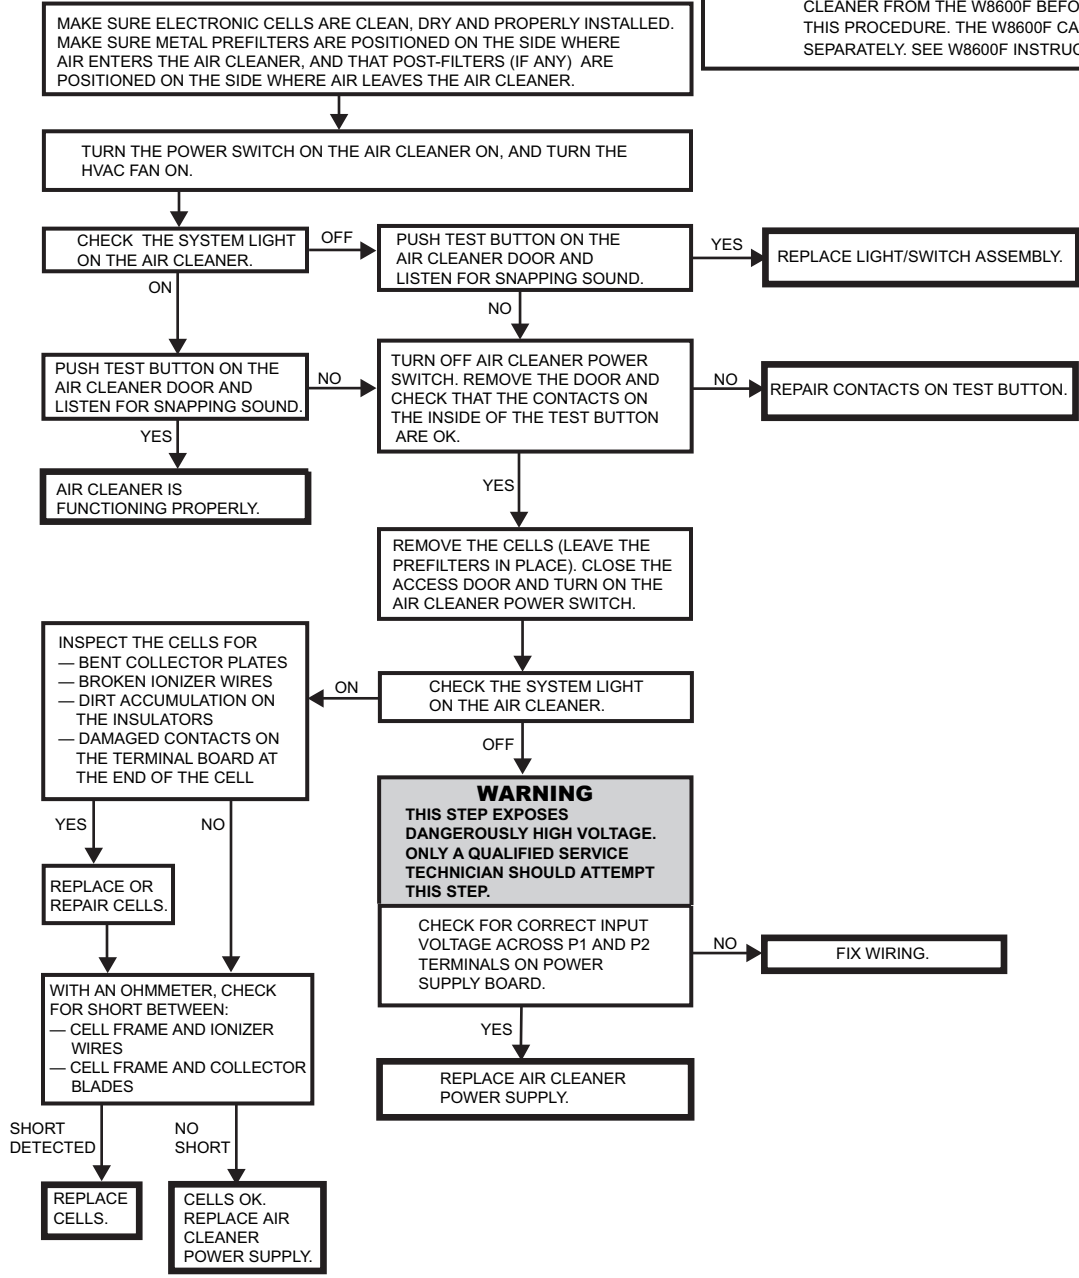 CLEANER FROM THE W8600F BEFO
THIS PROCEDURE. THE W8600F CA
SEPARATELY. SEE W8600F INSTRUC
MAKE SURE ELECTRONIC CELLS ARE CLEAN, DRY AND PROPERLY INSTALLED.
MAKE SURE METAL PREFILTERS ARE POSITIONED ON THE SIDE WHERE
AIR ENTERS THE AIR CLEANER, AND THAT POST-FILTERS (IF ANY) ARE
POSITIONED ON THE SIDE WHERE AIR LEAVES THE AIR CLEANER.
TURN THE POWER SWITCH ON THE AIR CLEANER ON, AND TURN THE
HVAC FAN ON.
CHECK THE SYSTEM LIGHT
ON THE AIR CLEANER.
OFF
PUSH TEST BUTTON ON THE
AIR CLEANER DOOR AND
LISTEN FOR SNAPPING SOUND.
YES
REPLACE LIGHT/SWITCH ASSEMBLY.
ON
NO
PUSH TEST BUTTON ON THE
AIR CLEANER DOOR AND
LISTEN FOR SNAPPING SOUND.
NO
TURN OFF AIR CLEANER POWER
SWITCH. REMOVE THE DOOR AND
CHECK THAT THE CONTACTS ON
THE INSIDE OF THE TEST BUTTON
ARE OK.
NO
REPAIR CONTACTS ON TEST BUTTON.
YES
AIR CLEANER IS
FUNCTIONING PROPERLY.
YES
REMOVE THE CELLS (LEAVE THE
PREFILTERS IN PLACE). CLOSE THE
ACCESS DOOR AND TURN ON THE
AIR CLEANER POWER SWITCH.
CHECK THE SYSTEM LIGHT
ON THE AIR CLEANER.
ON
INSPECT THE CELLS FOR
— BENT COLLECTOR PLATES
— BROKEN IONIZER WIRES
— DIRT ACCUMULATION ON
THE INSULATORS
— DAMAGED CONTACTS ON
THE TERMINAL BOARD AT
THE END OF THE CELL
OFF
WARNING
THIS STEP EXPOSES
DANGEROUSLY HIGH VOLTAGE.
ONLY A QUALIFIED SERVICE
TECHNICIAN SHOULD ATTEMPT
THIS STEP.
CHECK FOR CORRECT INPUT
VOLTAGE ACROSS P1 AND P2
TERMINALS ON POWER
SUPPLY BOARD.
NO
FIX WIRING.
YES
REPLACE AIR CLEANER
POWER SUPPLY.
YES
NO
REPLACE OR
REPAIR CELLS.
WITH AN OHMMETER, CHECK
FOR SHORT BETWEEN:
— CELL FRAME AND IONIZER
WIRES
— CELL FRAME AND COLLECTOR
BLADES
SHORT
DETECTED
NO
SHORT
REPLACE
CELLS.
CELLS OK.
REPLACE AIR
CLEANER
POWER SUPPLY.